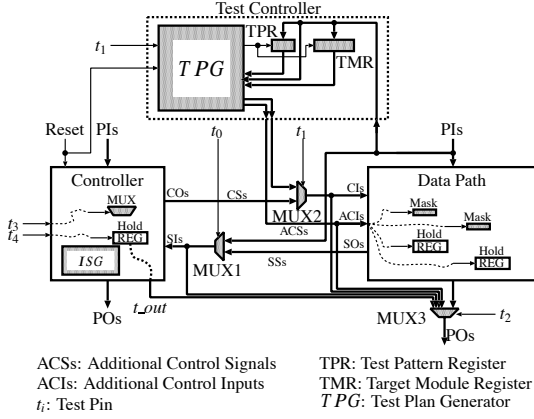 Test Controller
TPR
t1
TPG
TMR
Reset
PIs
t0
t1
PIs
Controller
COs
CSs
CIs
Data Path
MUX
MUX2
ACIs
Mask
t3
Hold
ACSs
Mask
t4
REG
SIs
SOs
Hold
REG
Hold
ISG
MUX1
SSs
REG
t_out
MUX3
t2
POs
POs
ACSs: Additional Control Signals
TPR: Test Pattern Register
ACIs: Additional Control Inputs
TMR: Target Module Register
ti: Test Pin
TPG: Test Plan Generator